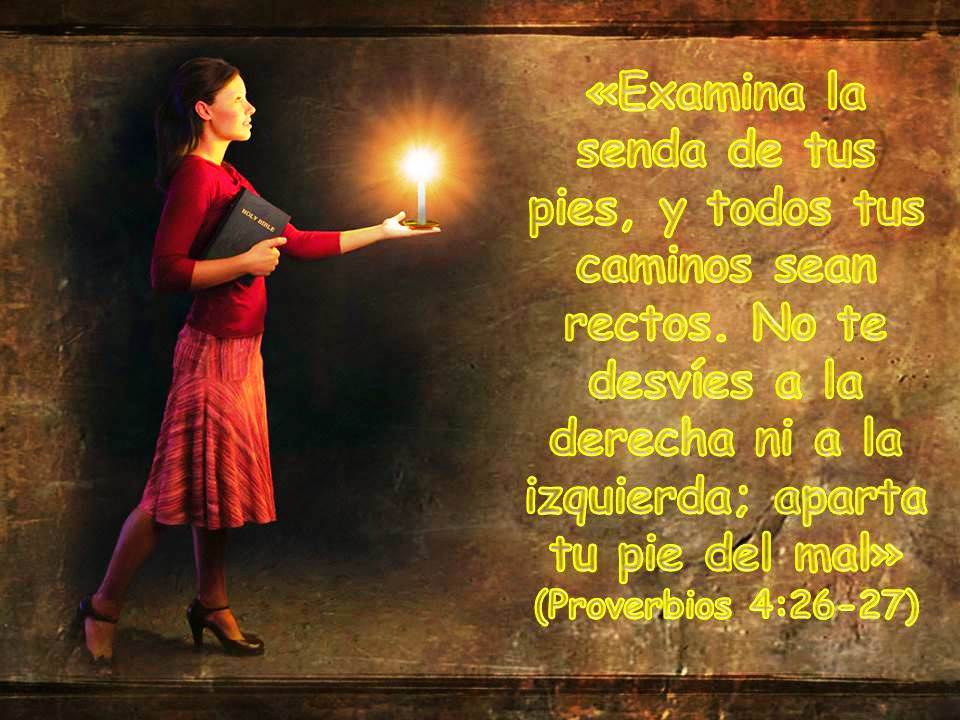 HOLY BIBLE
«Examina la
senda de tus
pies, y todos tus
caminos sean
rectos. No te
desvíes a la
derecha ni a la
izquierda; aparta
tu pie del mal»
(Proverbios 4:26-27)